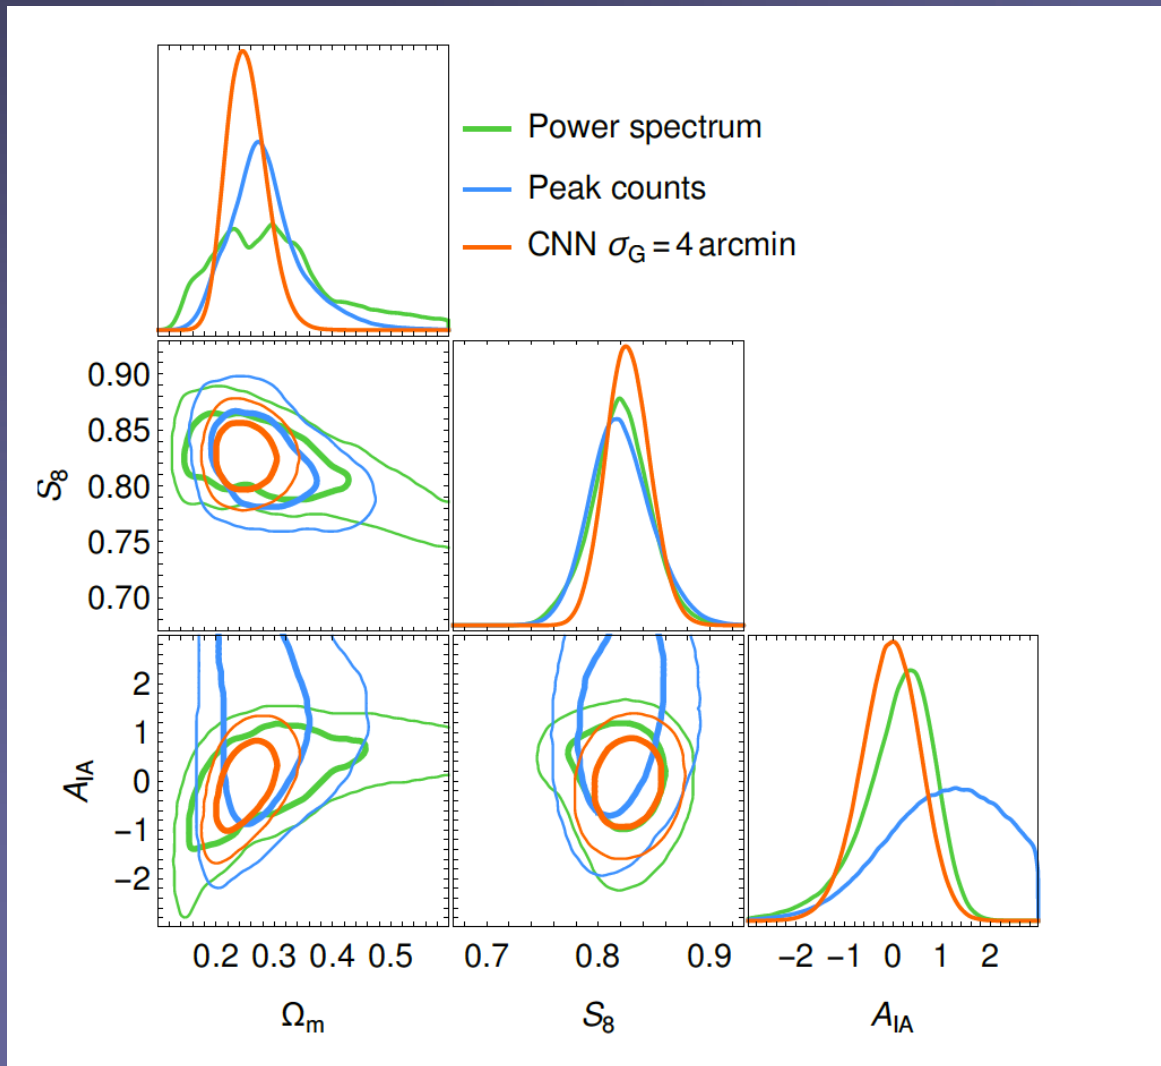 Power spectrum
Peak counts
CNN σG = 4 arcmin
0.90
0.85
0.80
0.75
0.70
S8
2
1
0
−1
−2
AIA
0.2 0.3 0.4 0.5
0.7 0.8 0.9
−2 −1 0 1 2
Ωm
S8
AIA